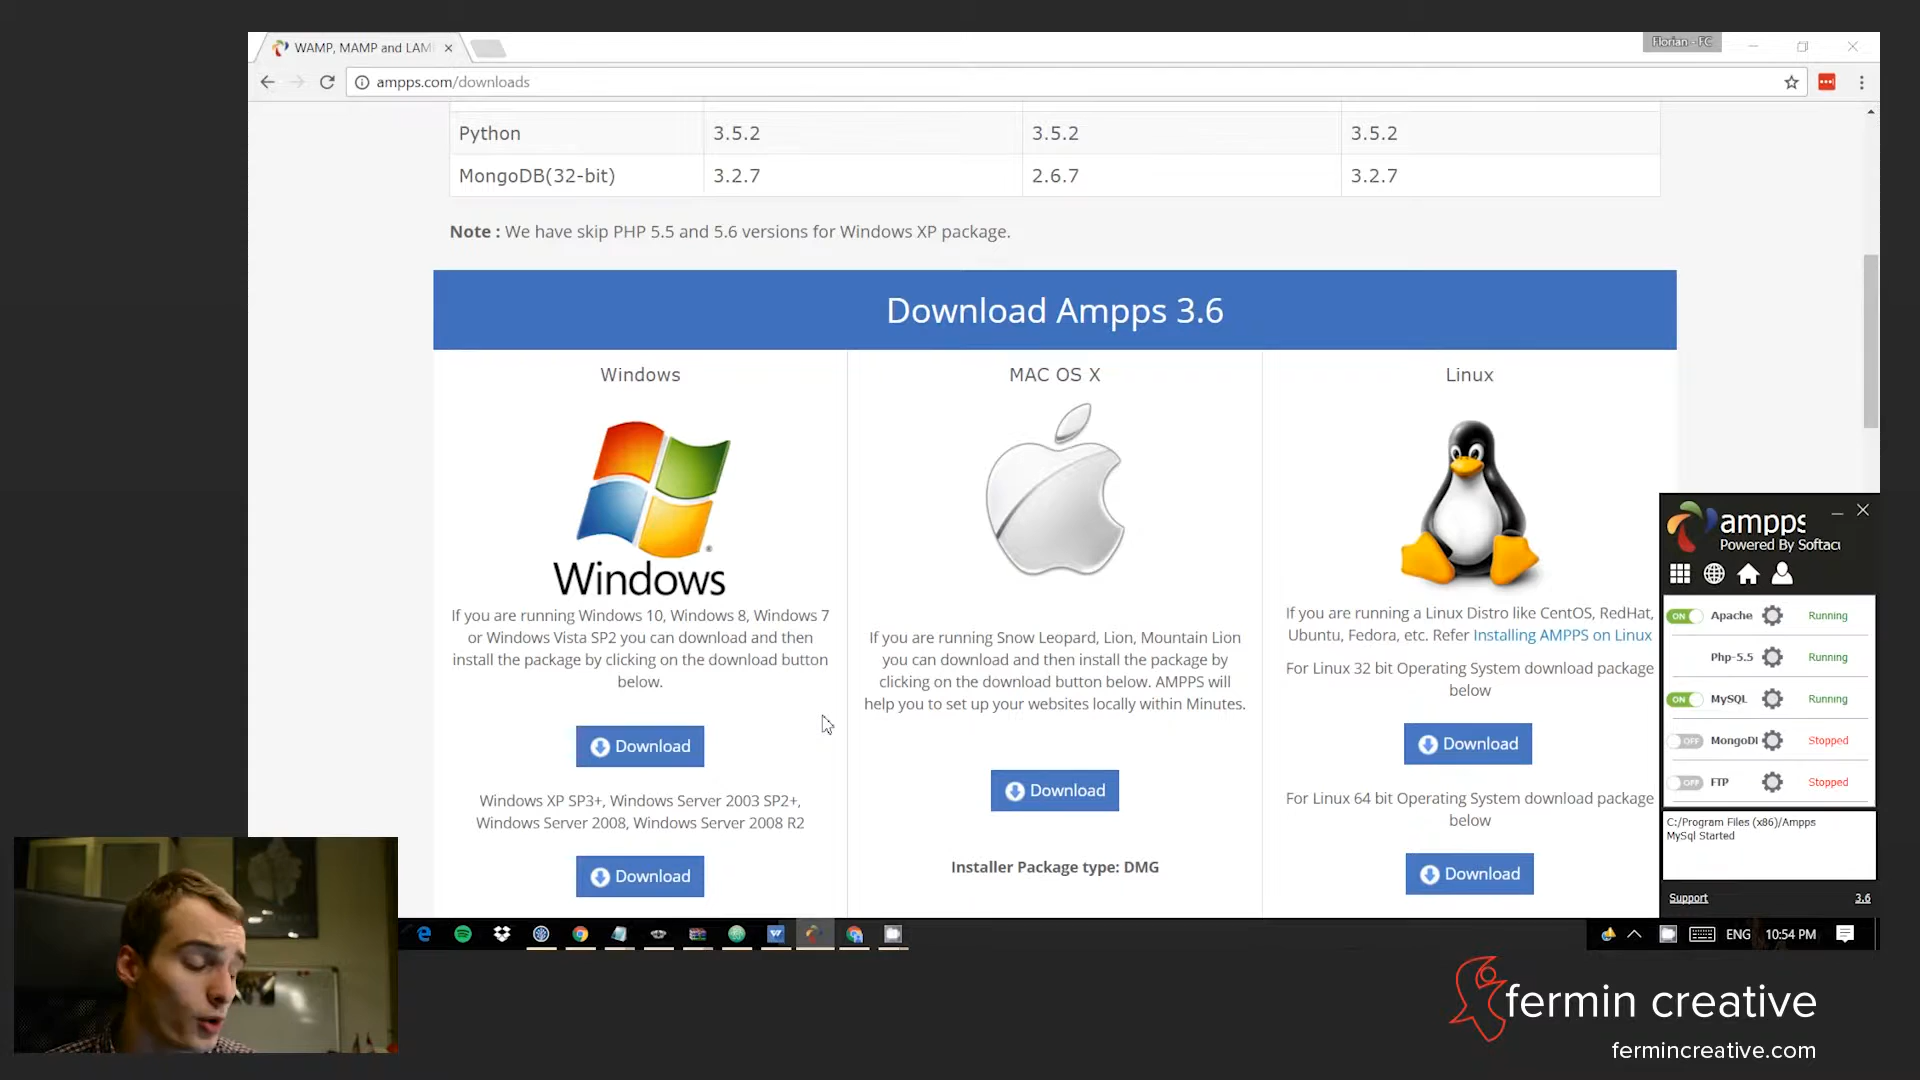 WAMP, MAMP and LAM
Florian - FC
ampps.com/downloads
Python 3.5.2 3.5.2 3.5.2
MongoDB(32-bit) 3.2.7 2.6.7 3.2.7
Note : We have skip PHP 5.5 and 5.6 versions for Windows XP package.
Download Ampps 3.6
Windows
Windows
If you are running Windows 10, Windows 8, Windows 7
or Windows Vista SP2 you can download and then
install the package by clicking on the download button
below.
Download
Windows XP SP3+, Windows Server 2003 SP2+,
Windows Server 2008, Windows Server 2008 R2
Download
MAC OS X
If you are running Snow Leopard, Lion, Mountain Lion
you can download and then install the package by
clicking on the download button below. AMPPS will
help you to set up your websites locally within Minutes.
Download
Installer Package type: DMG
Linux
If you are running a Linux Distro like CentOS, RedHat,
Ubuntu, Fedora, etc. Refer Installing AMPPS on Linux
For Linux 32 bit Operating System download package
below
Download
For Linux 64 bit Operating System download package
below
Download
ampps
Powered By Softacu
ON Apache Running
Php-5.5 Running
ON MySQL Running
OFF MongoDI Stopped
OFF FTP Stopped
C:/Program Files (x86)/Ampps
MySql Started
Support 3.6
ENG 10:54 PM
fermin creative
fermincreative.com